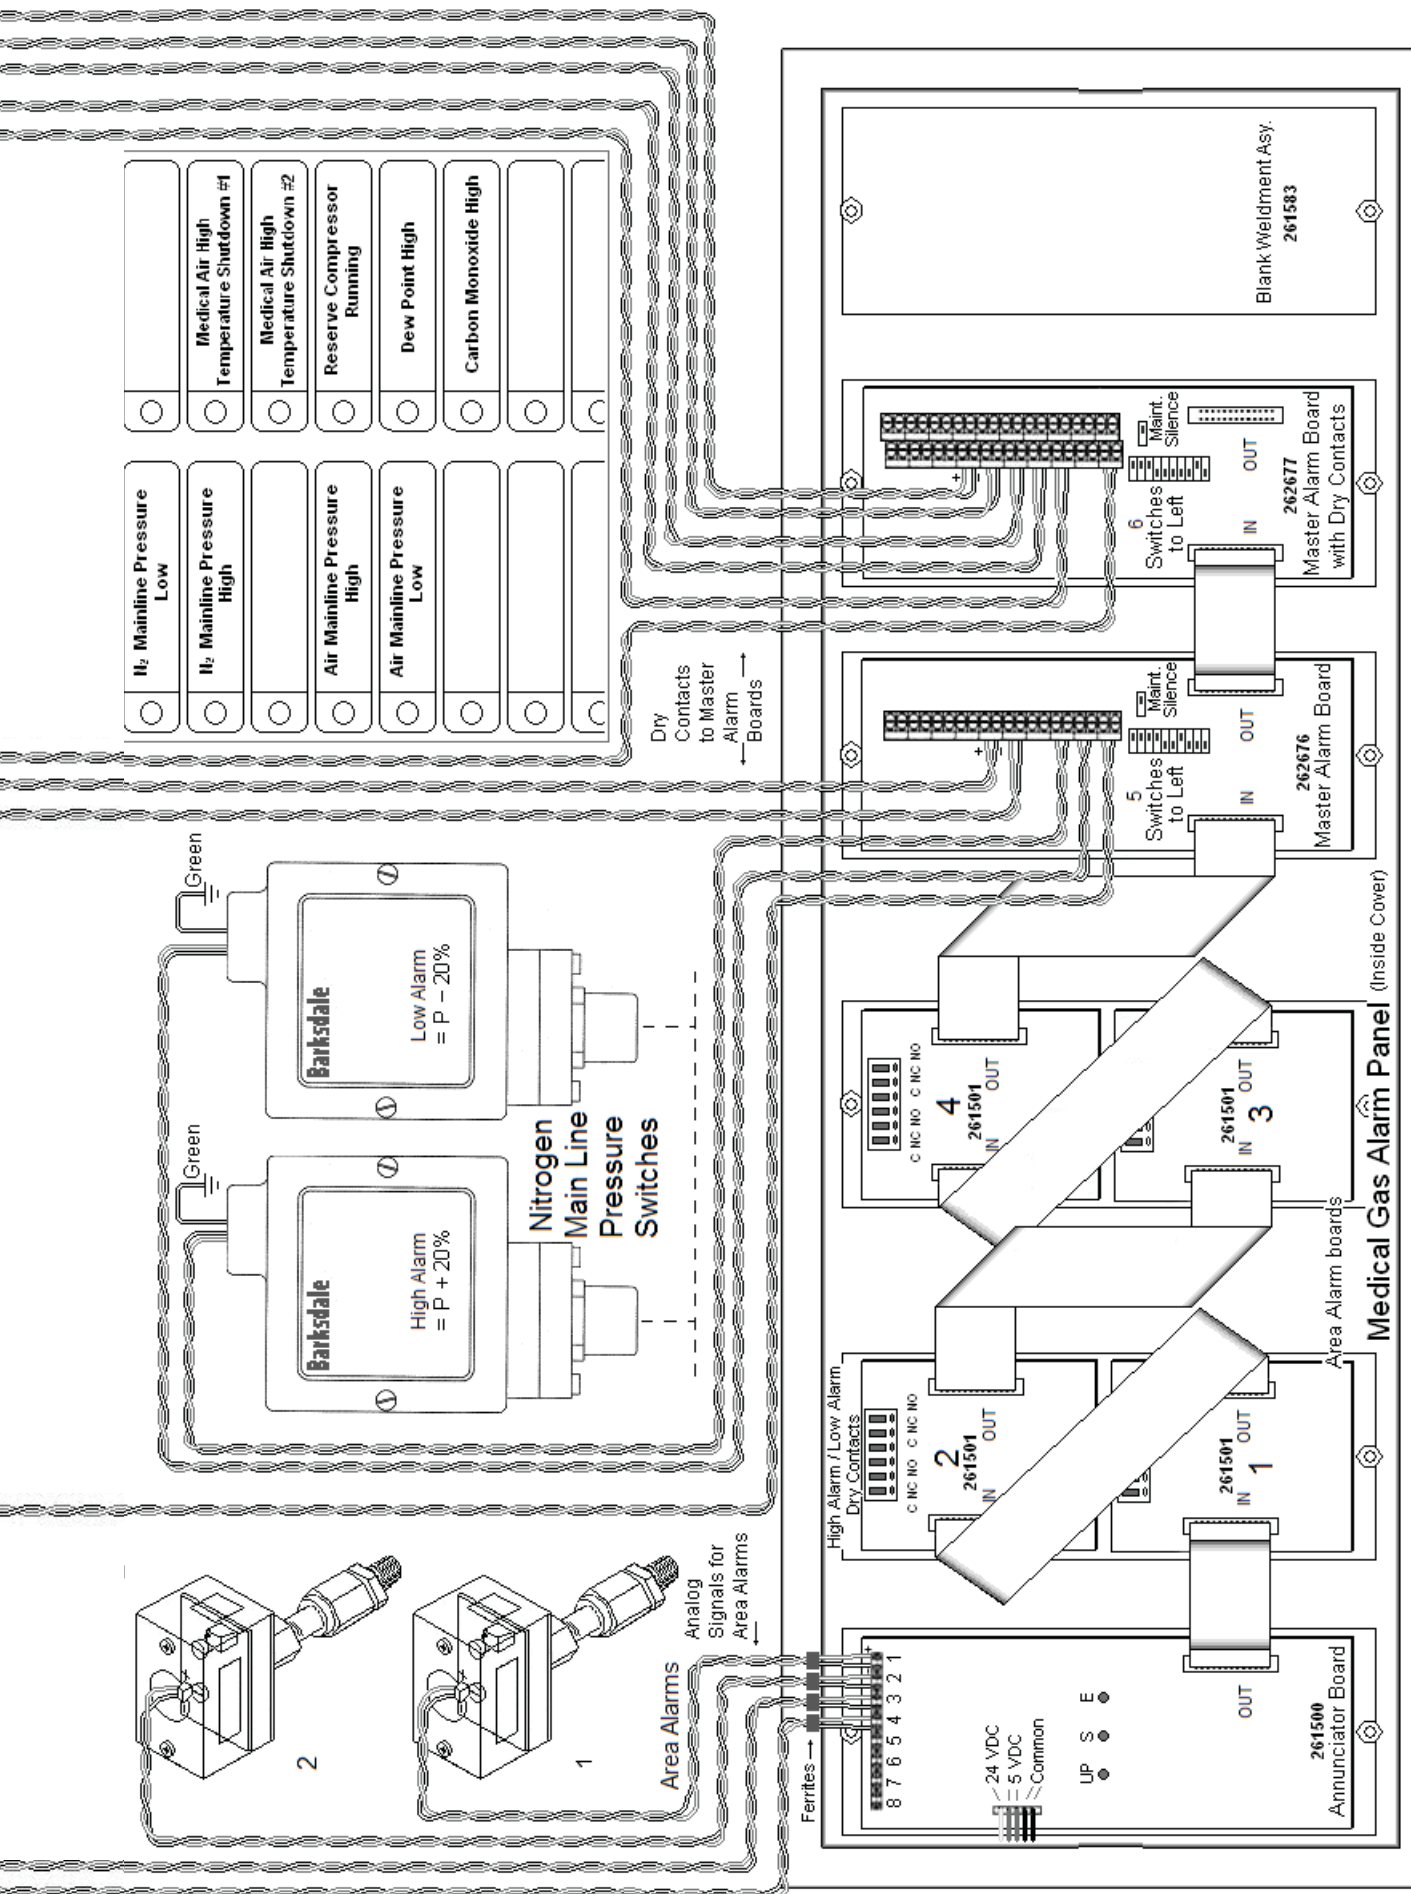 Medical Air High
Temperature Shutdown #1
Medical Air High
Temperature Shutdown #2
Reserve Compressor
Running
Dew Point High
Carbon Monoxide High
H₂ Mainline Pressure
Low
H₂ Mainline Pressure
High
Air Mainline Pressure
High
Air Mainline Pressure
Low
Dry
Contacts
to Master
Alarm
Boards
Blank Weldment Asy.
261583
+
-
Maint.
Silence
6
Switches
to Left
IN
OUT
262677
Master Alarm Board
with Dry Contacts
+
-
Maint.
Silence
5
Switches
to Left
IN
OUT
262676
Master Alarm Board
Green
Barksdale
Low Alarm
= P - 20%
Green
Barksdale
High Alarm
= P + 20%
Nitrogen
Main Line
Pressure
Switches
C NC NO C NC NO
4
261501
IN
OUT
261501
IN
OUT
3
Area Alarm boards
Medical Gas Alarm Panel (Inside Cover)
High Alarm / Low Alarm
Dry Contacts
C NC NO C NC NO
2
261501
IN
OUT
261501
IN
OUT
1
2
1
Area Alarms
Analog
Signals for
Area Alarms
Ferrites
+
8 7 6 5 4 3 2 1
24 VDC
5 VDC
Common
UP S E
OUT
261500
Annunciator Board